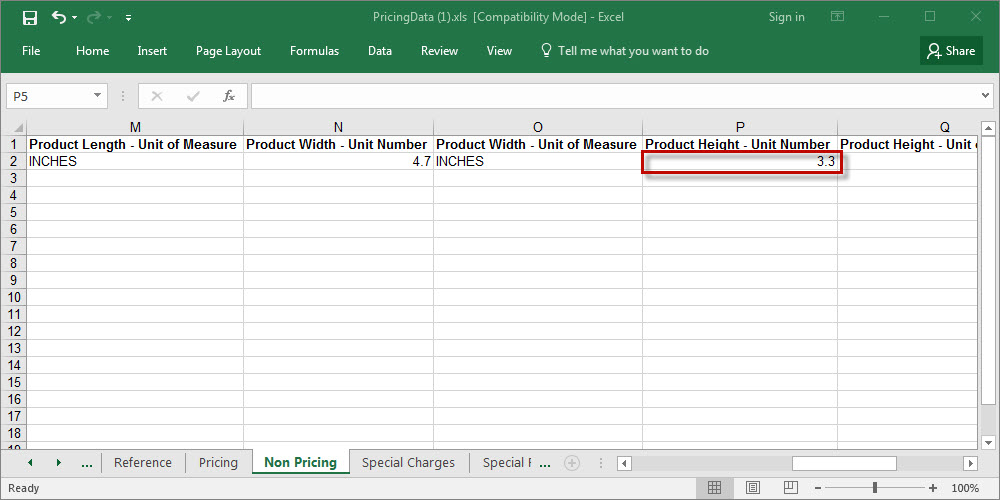 PricingData (1).xls [Compatibility Mode] - Excel
Sign in
File Home Insert Page Layout Formulas Data Review View Tell me what you want to do Share
P5 fx
M N O P Q
1 Product Length - Unit of Measure Product Width - Unit Number Product Width - Unit of Measure Product Height - Unit Number Product Height - Unit
2 INCHES 4.7 INCHES 3.3
3
4
5
6
7
8
9
10
11
12
13
14
15
16
17
18
... Reference Pricing Non Pricing Special Charges Special ...
Ready 100%